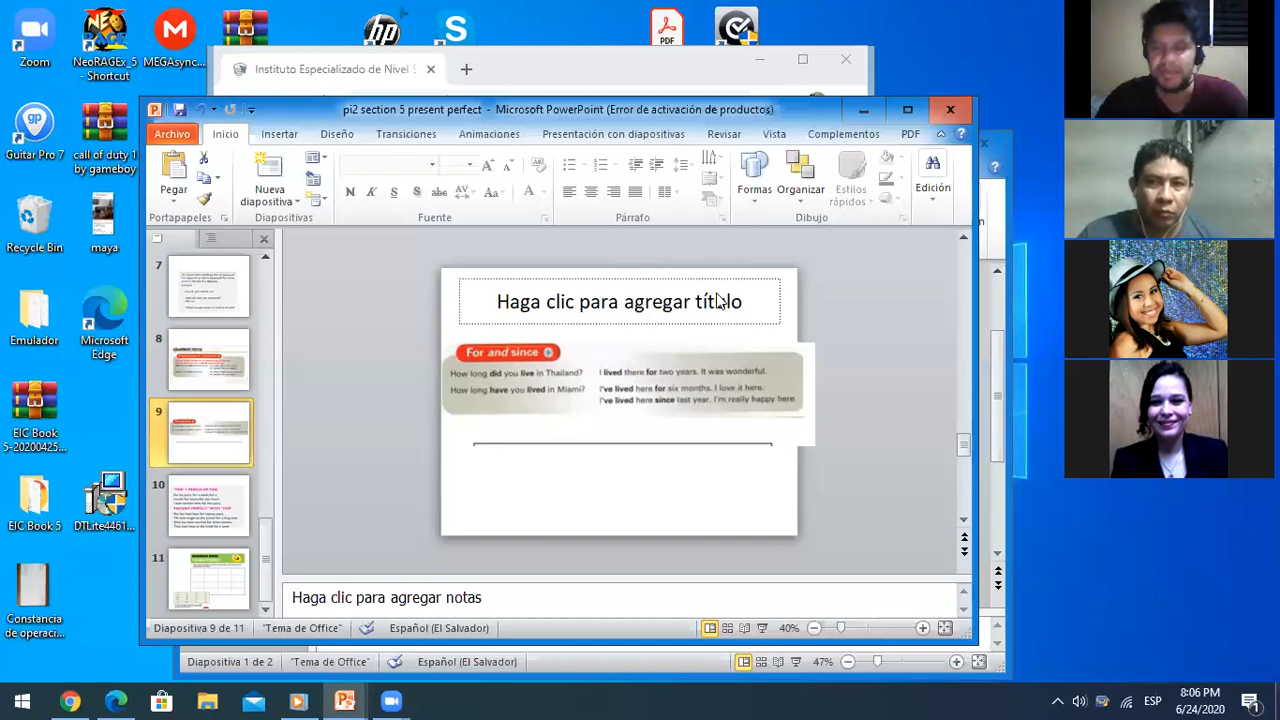 Zoom
NeoRAGEx_5
- Shortcut
MEGAsync...
PDF
Instituto Especializado de Nivel S
pi2 section 5 present perfect - Microsoft PowerPoint (Error de activación de productos)
Archivo Inicio Insertar Diseño Transiciones Animaciones Presentacion con diapositivas Revisar Vista Complementos PDF
Pegar
Nueva
diapositiva
Formas Organizar Estilos
rápidos
Edición
Portapapeles Diapositivas Fuente Párrafo Dibujo
Guitar Pro 7
call of duty 1
by gameboy
Recycle Bin
maya
Emulador
Microsoft
Edge
EIC Book
5-20200425...
EIC Book 5
DTLite4461...
Constancia
de operaci...
7
8
9
10
11
Haga clic para agregar título
For and since
How long did you live in Thailand? I lived there for two years. It was wonderful.
How long have you lived in Miami? I've lived here for six months. I love it here.
I've lived here since last year. I'm really happy here.
Haga clic para agregar notas
Diapositiva 9 de 11 Office" Español (El Salvador) 40%
Diapositiva 1 de 2 "Tema de Office" Español (El Salvador) 47%
ESP
8:06 PM
6/24/2020